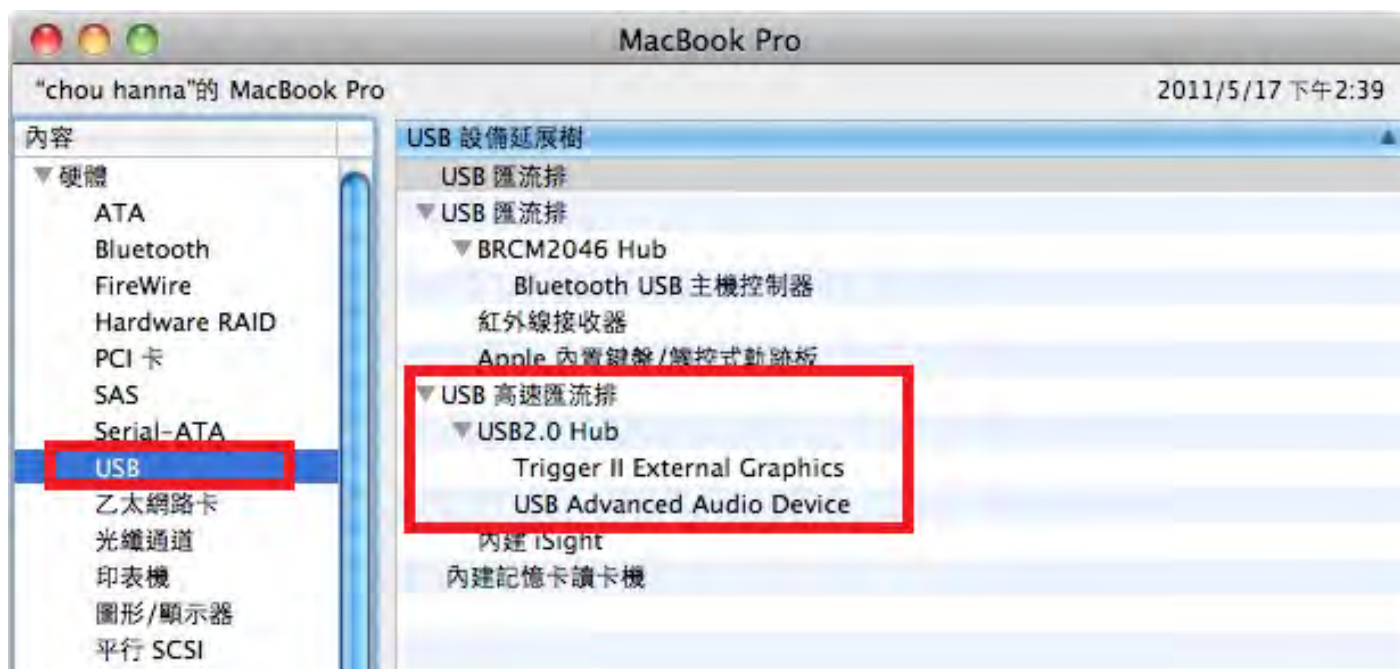 MacBook Pro
"chou hanna"的 MacBook Pro
2011/5/17 下午2:39
內容
硬體
ATA
Bluetooth
FireWire
Hardware RAID
PCI 卡
SAS
Serial-ATA
USB
乙太網路卡
光纖通道
印表機
圖形/顯示器
平行 SCSI
USB 設備延展樹
USB 匯流排
USB 匯流排
BRCM2046 Hub
Bluetooth USB 主機控制器
紅外線接收器
Apple 內置鍵盤/觸控式軌跡板
USB 高速匯流排
USB2.0 Hub
Trigger II External Graphics
USB Advanced Audio Device
內建 iSight
內建記憶卡讀卡機